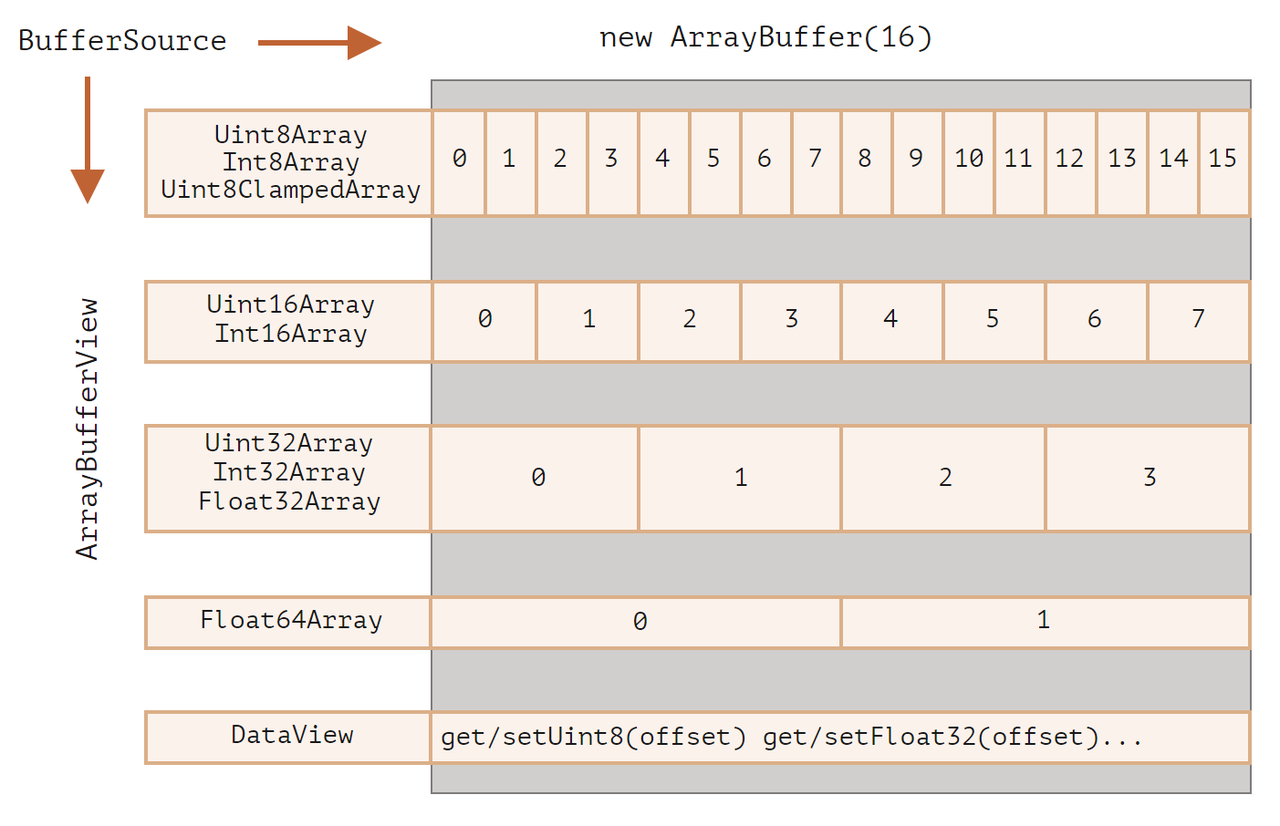 BufferSource
new ArrayBuffer(16)
ArrayBufferView
Uint8Array
Int8Array
Uint8ClampedArray
0 1 2 3 4 5 6 7 8 9 10 11 12 13 14 15
Uint16Array
Int16Array
0 1 2 3 4 5 6 7
Uint32Array
Int32Array
Float32Array
0 1 2 3
Float64Array
0 1
DataView
get/setUint8(offset) get/setFloat32(offset)...